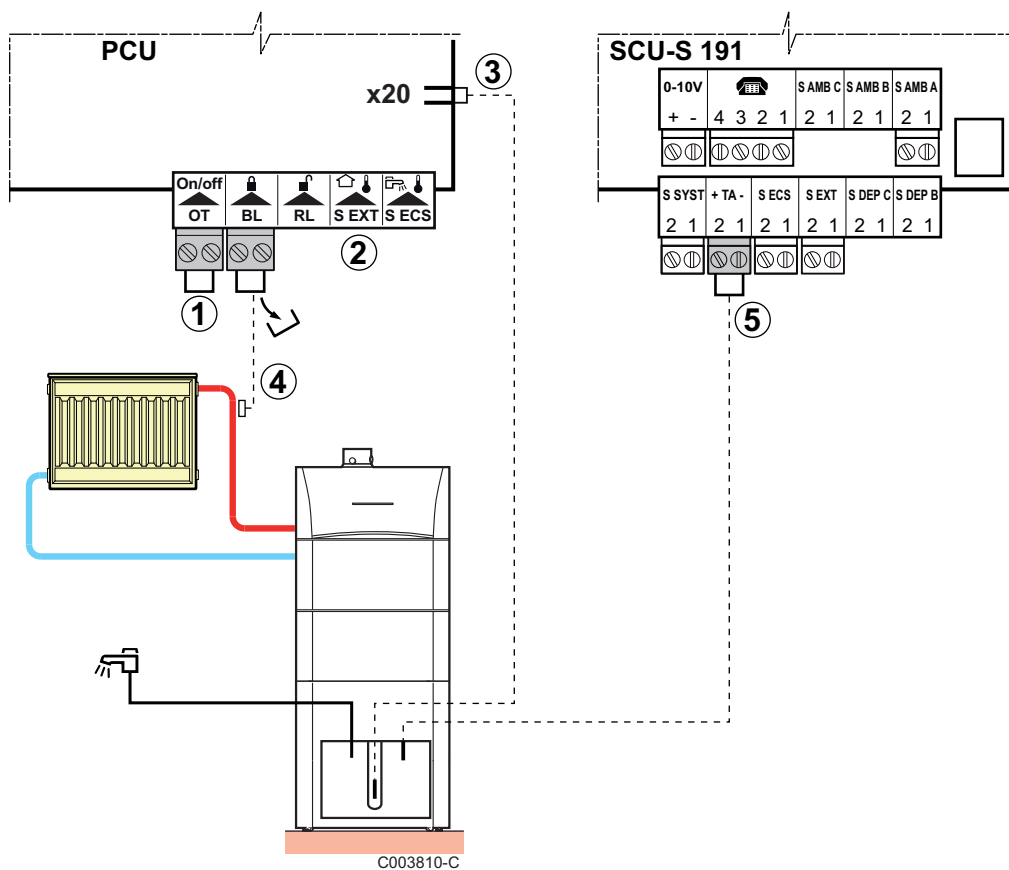 PCU
SCU-S 191
x20
3
0-10V
S AMB C
S AMB B
S AMB A
+ -
4 3 2 1
2 1
2 1
2 1
On/off
OT
BL
RL
S EXT
S ECS
S SYST
+ TA -
S ECS
S EXT
S DEP C
S DEP B
2 1
2 1
2 1
2 1
2 1
2 1
1
2
5
4
C003810-C